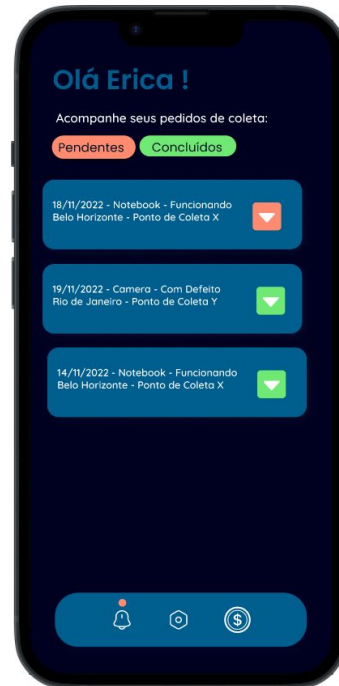 Olá Erica !
Acompanhe seus pedidos de coleta:
Pendentes Concluídos
18/11/2022 - Notebook - Funcionando
Belo Horizonte - Ponto de Coleta X
19/11/2022 - Camera - Com Defeito
Rio de Janeiro - Ponto de Coleta Y
14/11/2022 - Notebook - Funcionando
Belo Horizonte - Ponto de Coleta X
$